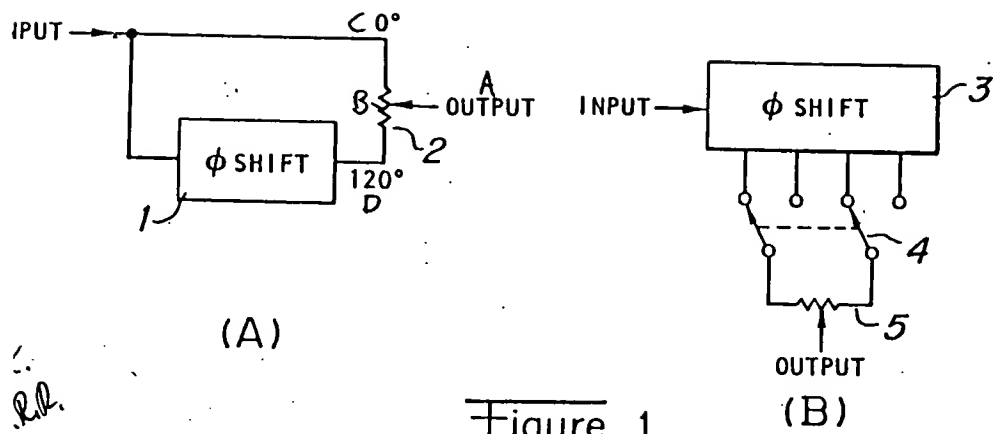 IPUT
C 0°
B
A
OUTPUT
2
φ SHIFT
1
120°
D
(A)
INPUT
φ SHIFT
3
4
5
OUTPUT
(B)
R.R.
Figure 1